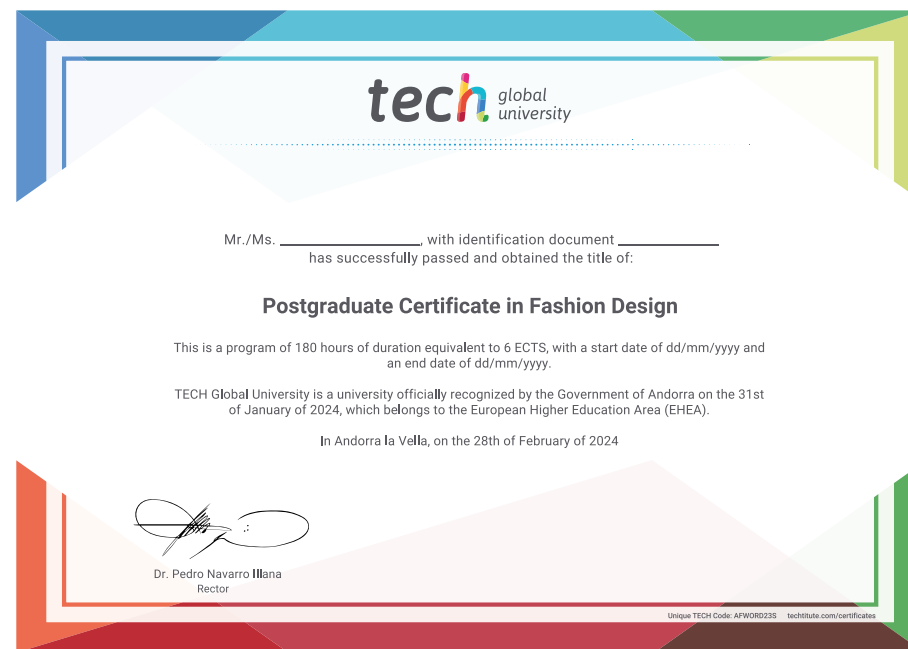 tech global
university
Mr./Ms. ____________, with identification document ____________
has successfully passed and obtained the title of:
Postgraduate Certificate in Fashion Design
This is a program of 180 hours of duration equivalent to 6 ECTS, with a start date of dd/mm/yyyy and
an end date of dd/mm/yyyy.
TECH Global University is a university officially recognized by the Government of Andorra on the 31st
of January of 2024, which belongs to the European Higher Education Area (EHEA).
In Andorra la Vella, on the 28th of February of 2024
Dr. Pedro Navarro Illana
Rector
Unique TECH Code: AFWORD23S techtitute.com/certificates